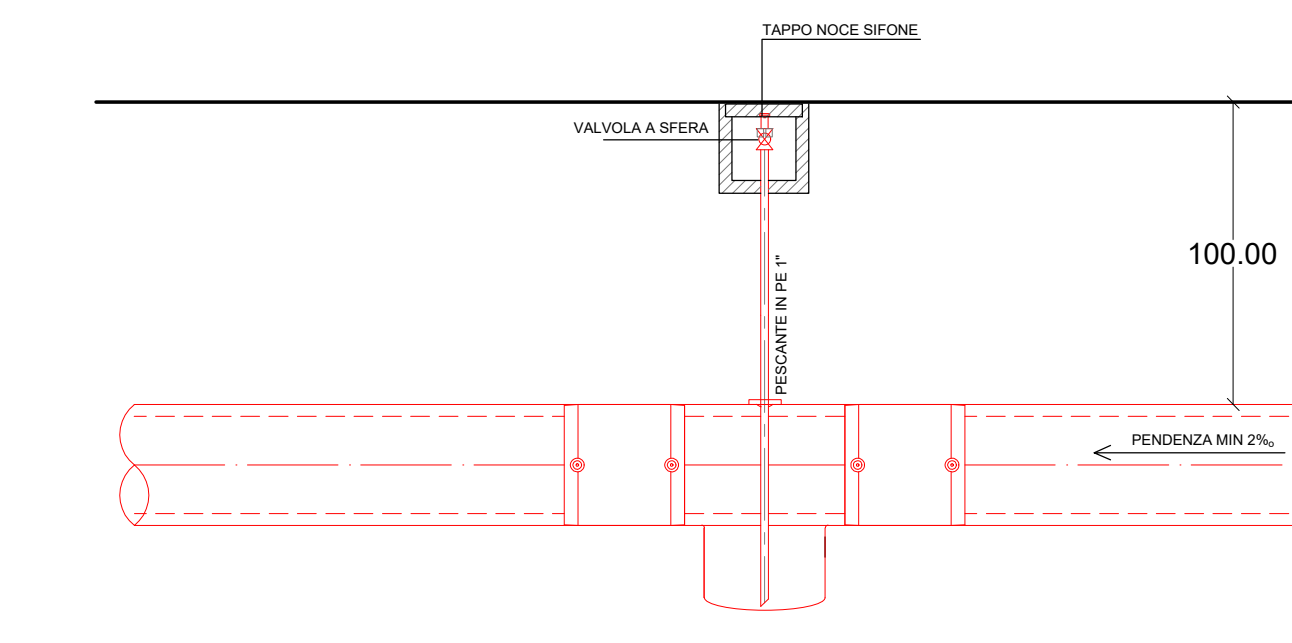 TAPPO NOCE SIFONE
VALVOLA A SFERA
PESCANTE IN PE 1"
100.00
PENDENZA MIN 2‰